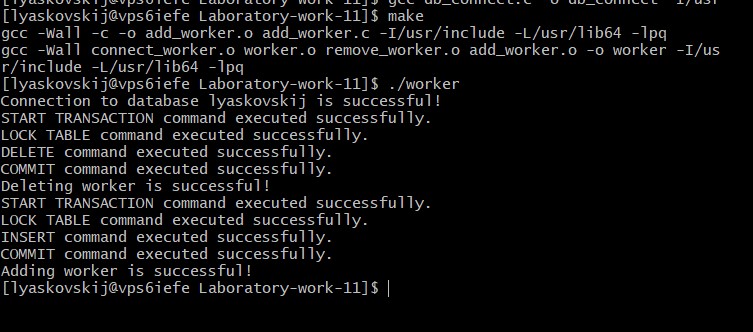 [lyaskovskij@vps6iefe Laboratory-work-11]$ gcc db_connect.c -o db_connect -I/usr
[lyaskovskij@vps6iefe Laboratory-work-11]$ make
gcc -Wall -c -o add_worker.o add_worker.c -I/usr/include -L/usr/lib64 -lpq
gcc -Wall connect_worker.o worker.o remove_worker.o add_worker.o -o worker -I/us
r/include -L/usr/lib64 -lpq
[lyaskovskij@vps6iefe Laboratory-work-11]$ ./worker
Connection to database lyaskovskij is successful!
START TRANSACTION command executed successfully.
LOCK TABLE command executed successfully.
DELETE command executed successfully.
COMMIT command executed successfully.
Deleting worker is successful!
START TRANSACTION command executed successfully.
LOCK TABLE command executed successfully.
INSERT command executed successfully.
COMMIT command executed successfully.
Adding worker is successful!
[lyaskovskij@vps6iefe Laboratory-work-11]$